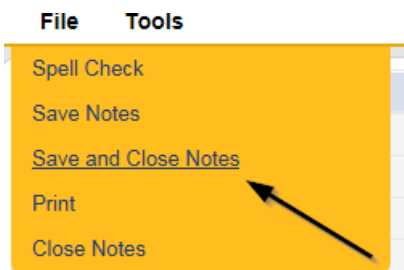 File Tools
Spell Check
Save Notes
Save and Close Notes
Print
Close Notes